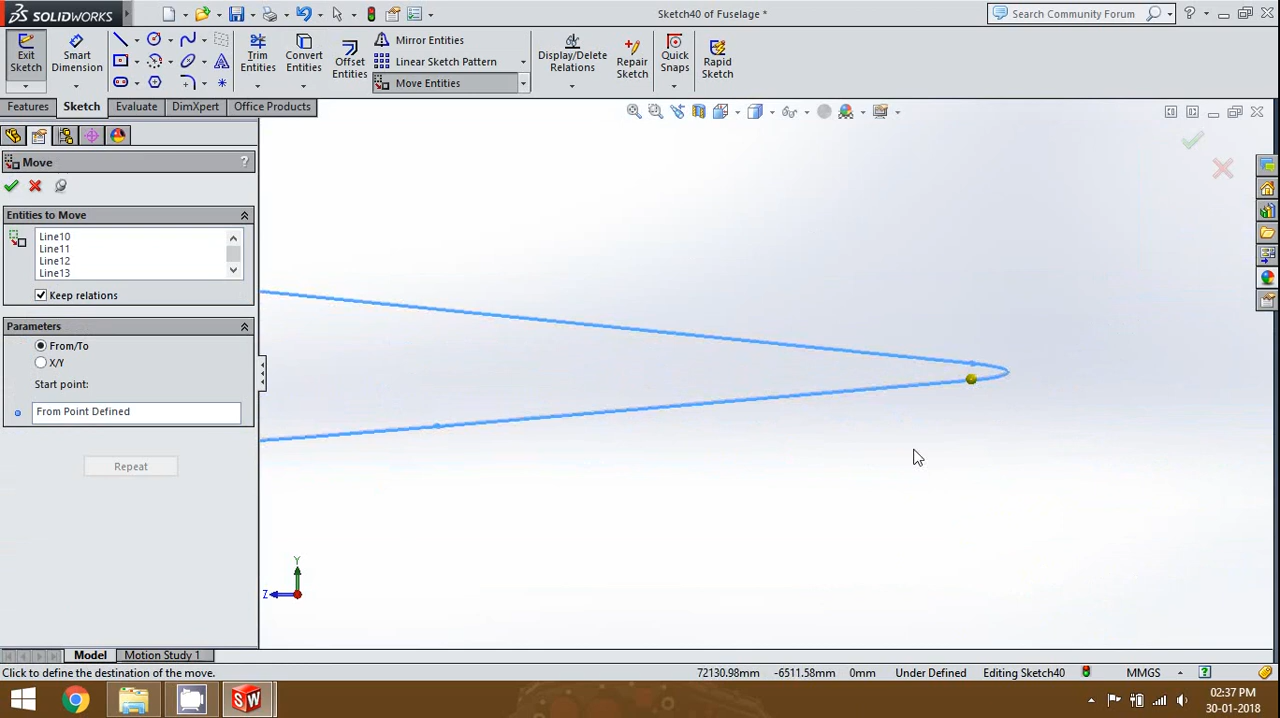 SOLIDWORKS
Sketch40 of Fuselage *
Search Community Forum
Exit Sketch
Smart Dimension
Trim Entities
Convert Entities
Offset Entities
Mirror Entities
Linear Sketch Pattern
Move Entities
Display/Delete Relations
Repair Sketch
Quick Snaps
Rapid Sketch
Features Sketch Evaluate DimXpert Office Products
Move ?
Entities to Move
Line10
Line11
Line12
Line13
Keep relations
Parameters
From/To
X/Y
Start point:
From Point Defined
Repeat
Y
Z
Model Motion Study 1
Click to define the destination of the move. 72130.98mm -6511.58mm 0mm Under Defined Editing Sketch40 MMGS ?
SW
02:37 PM
30-01-2018